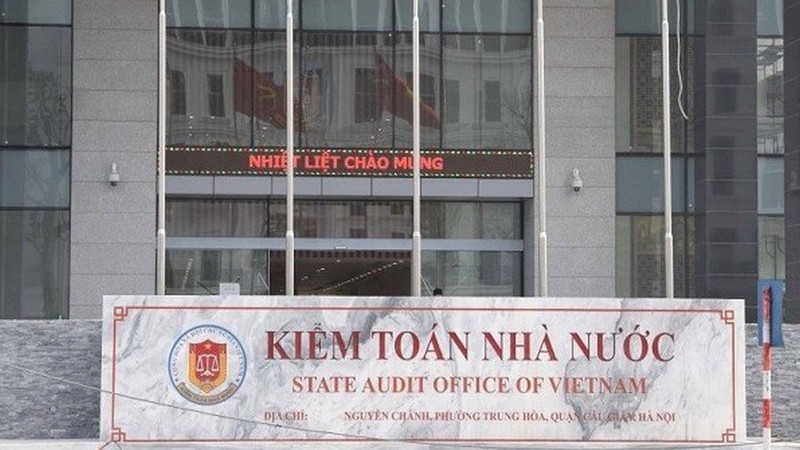 NHIỆT LIỆT CHÀO MỪNG
KIỂM TOÁN NHÀ NƯỚC
STATE AUDIT OFFICE OF VIETNAM
ĐỊA CHỈ: NGUYỄN CHÁNH, PHƯỜNG TRUNG HÒA, QUẬN CẦU GIẤY, HÀ NỘI